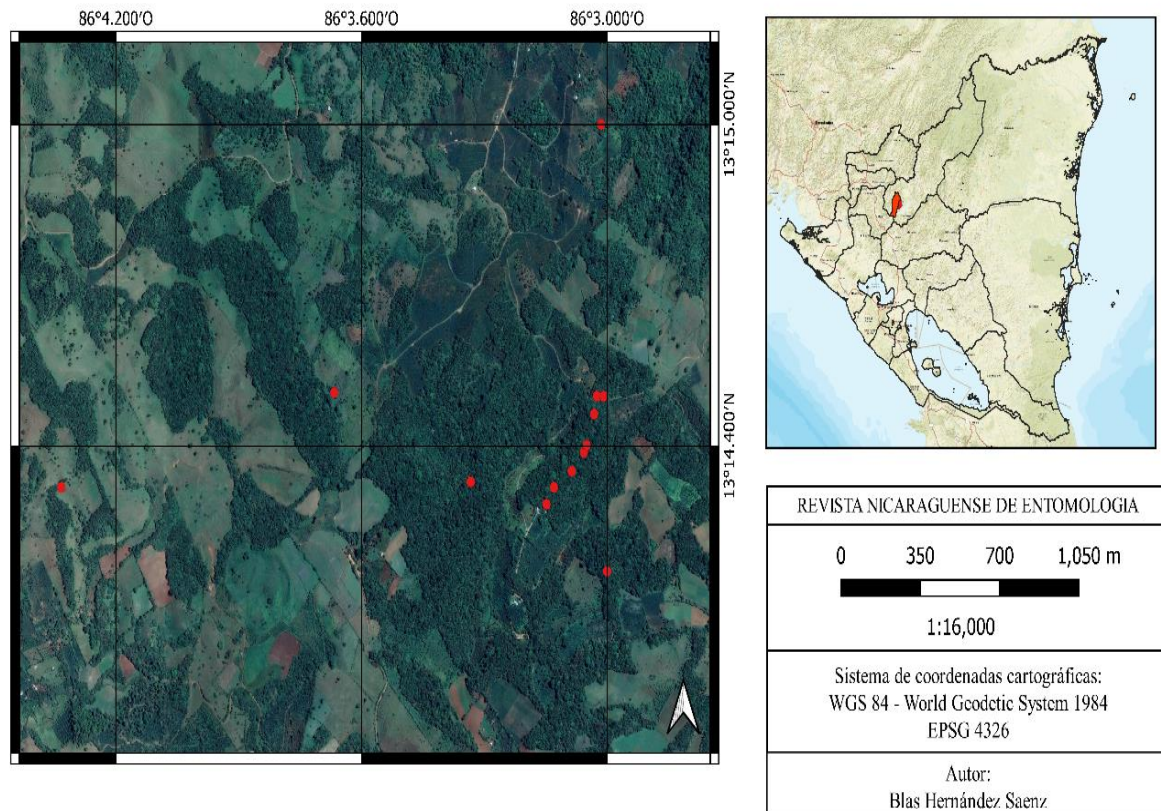 86°4.200'O 86°3.600'O 86°3.000'O
13°15.000'N
13°14.400'N
REVISTA NICARAGUENSE DE ENTOMOLOGIA
0 350 700 1,050 m
1:16,000
Sistema de coordenadas cartográficas:
WGS 84 - World Geodetic System 1984
EPSG 4326
Autor:
Blas Hernández Saenz